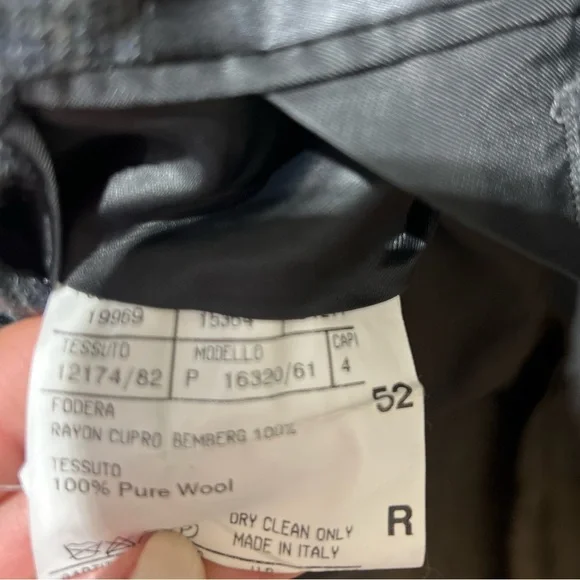 19969 15364
TESSUTO MODELLO CAPI
12174/82 P 16320/61 4
52
FODERA
RAYON CUPRO BEMBERG 100%
TESSUTO
100% Pure Wool
DRY CLEAN ONLY R
MADE IN ITALY